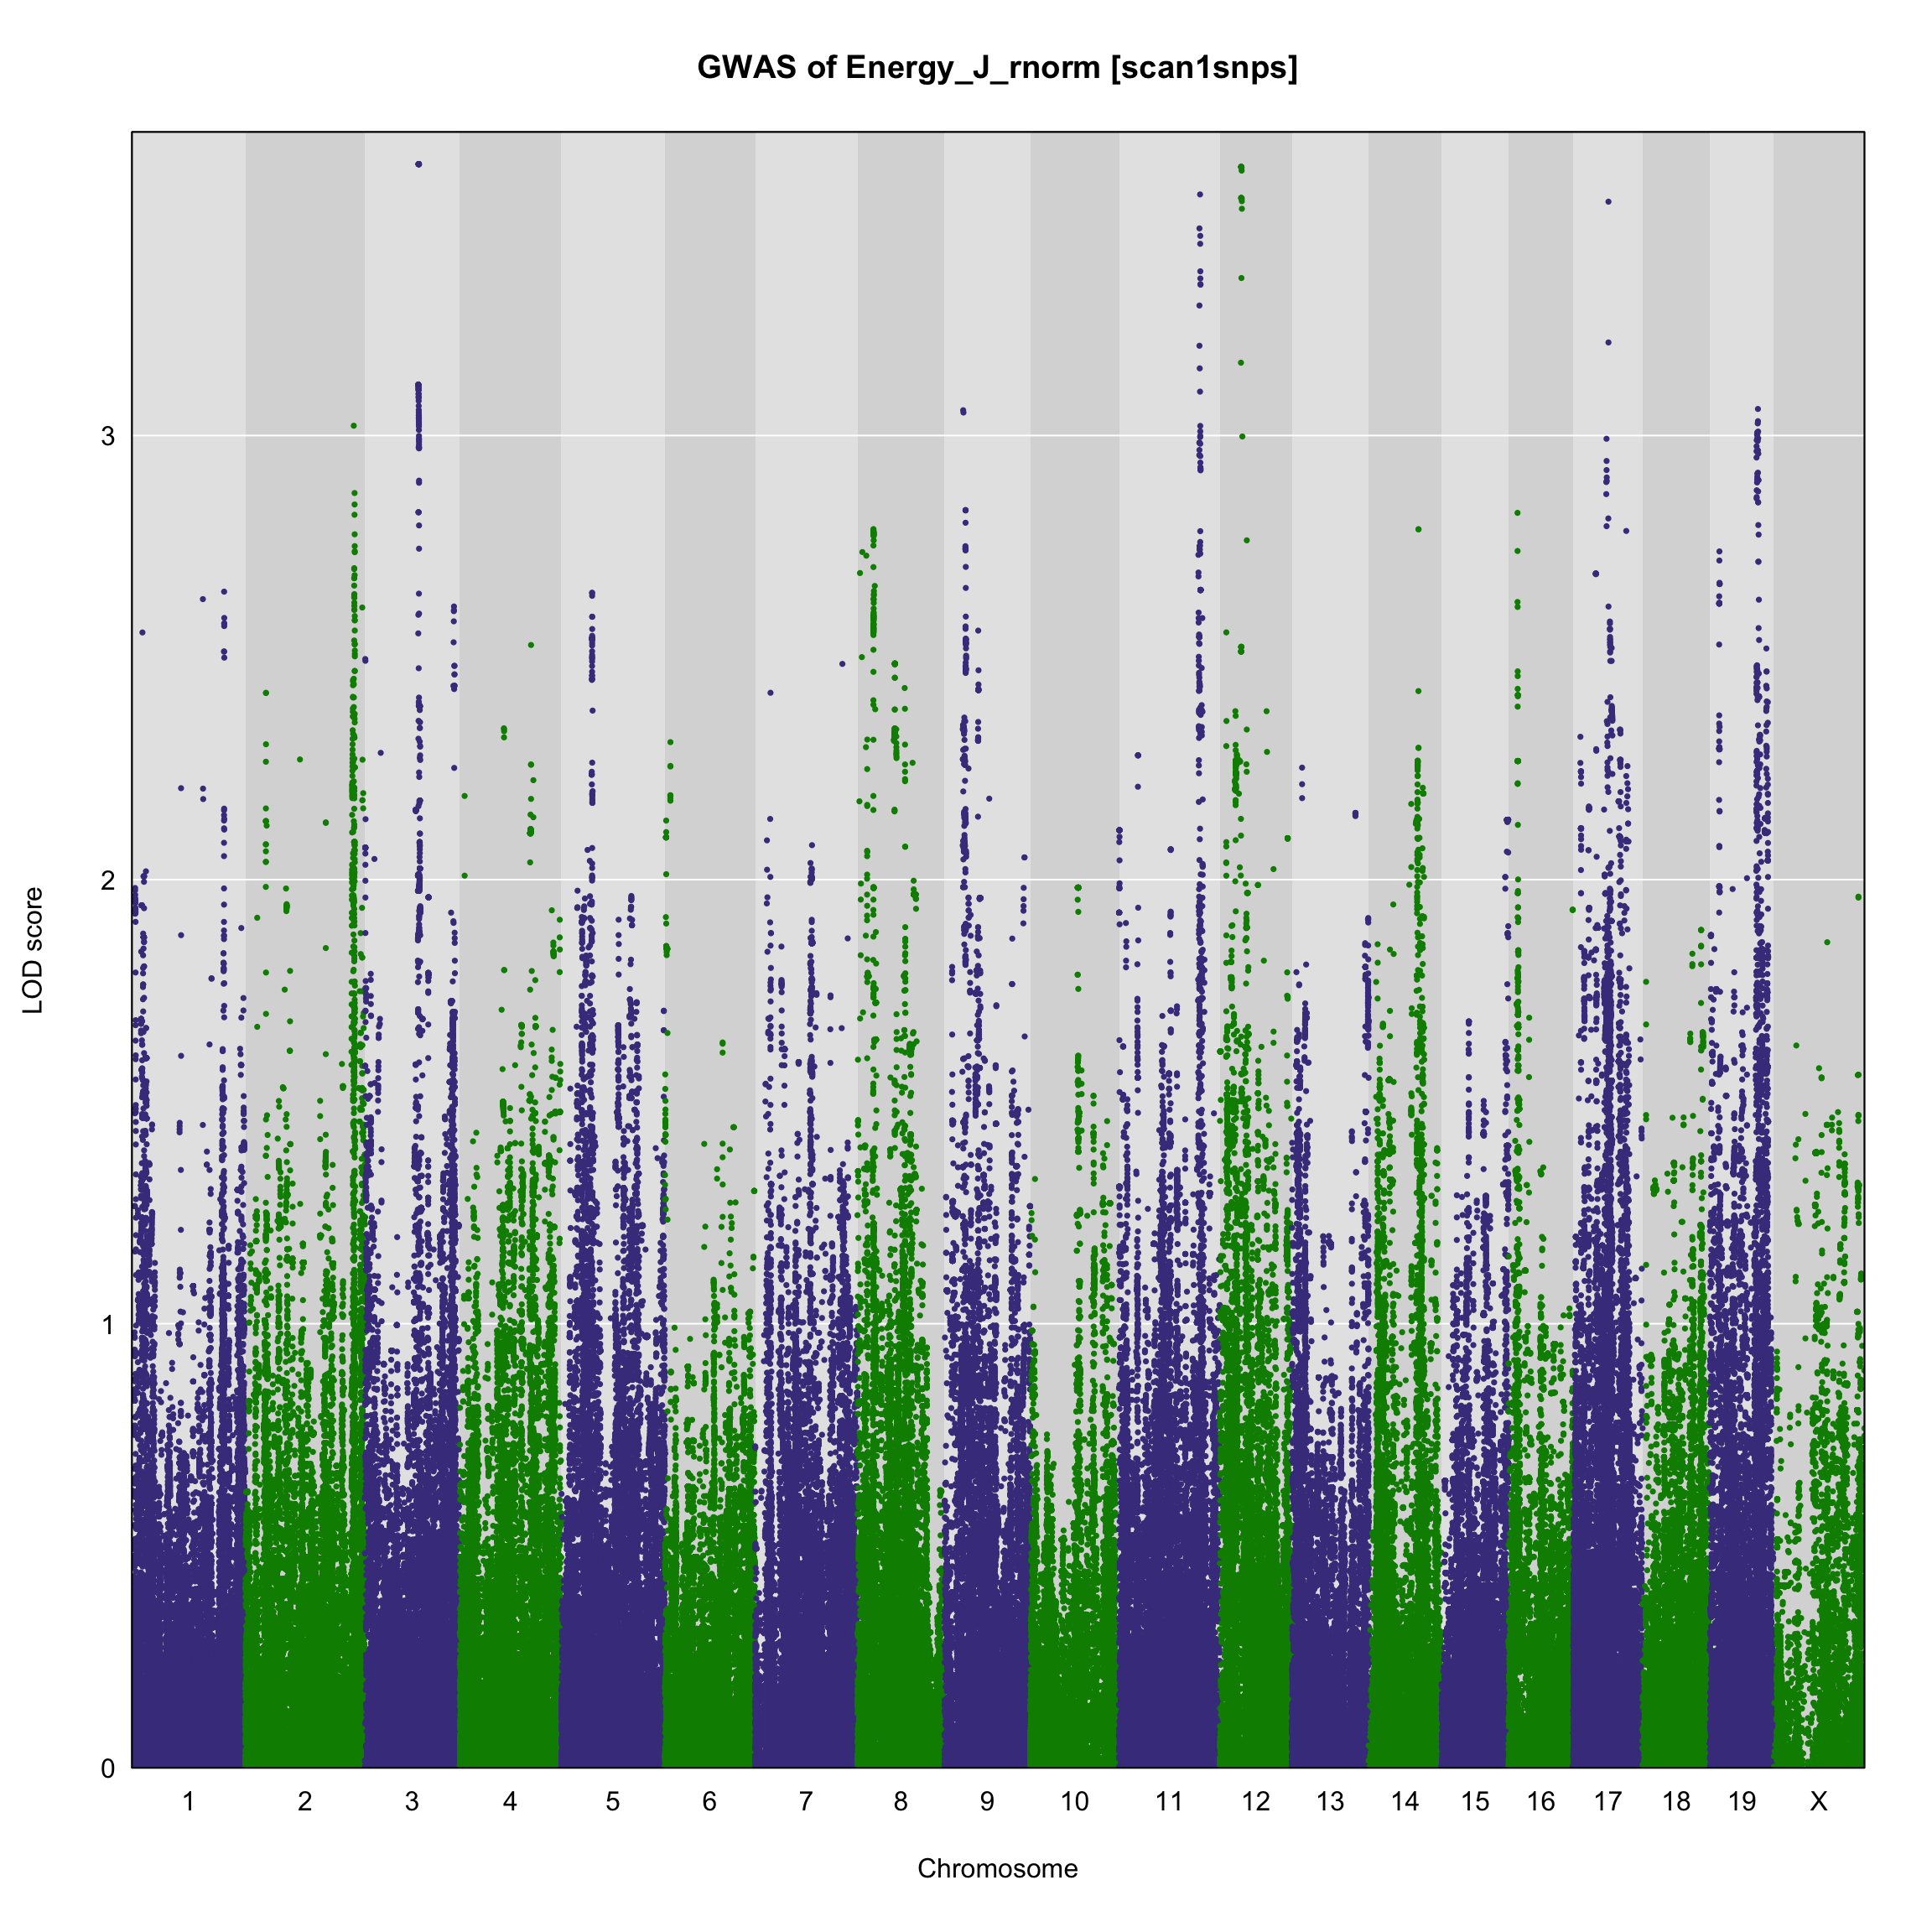 GWAS of Energy_J_rnorm [scan1snps]
LOD score
3
2
1
0
1 2 3 4 5 6 7 8 9 10 11 12 13 14 15 16 17 18 19 X
Chromosome